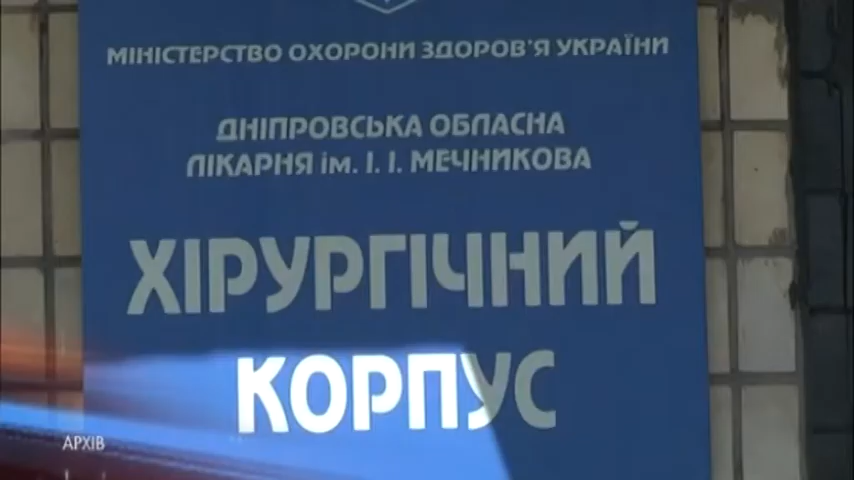 МІНІСТЕРСТВО ОХОРОНИ ЗДОРОВ'Я УКРАЇНИ
ДНІПРОВСЬКА ОБЛАСНА
ЛІКАРНЯ ім. І. І. МЕЧНИКОВА
ХІРУРГІЧНИЙ
КОРПУС
АРХІВ